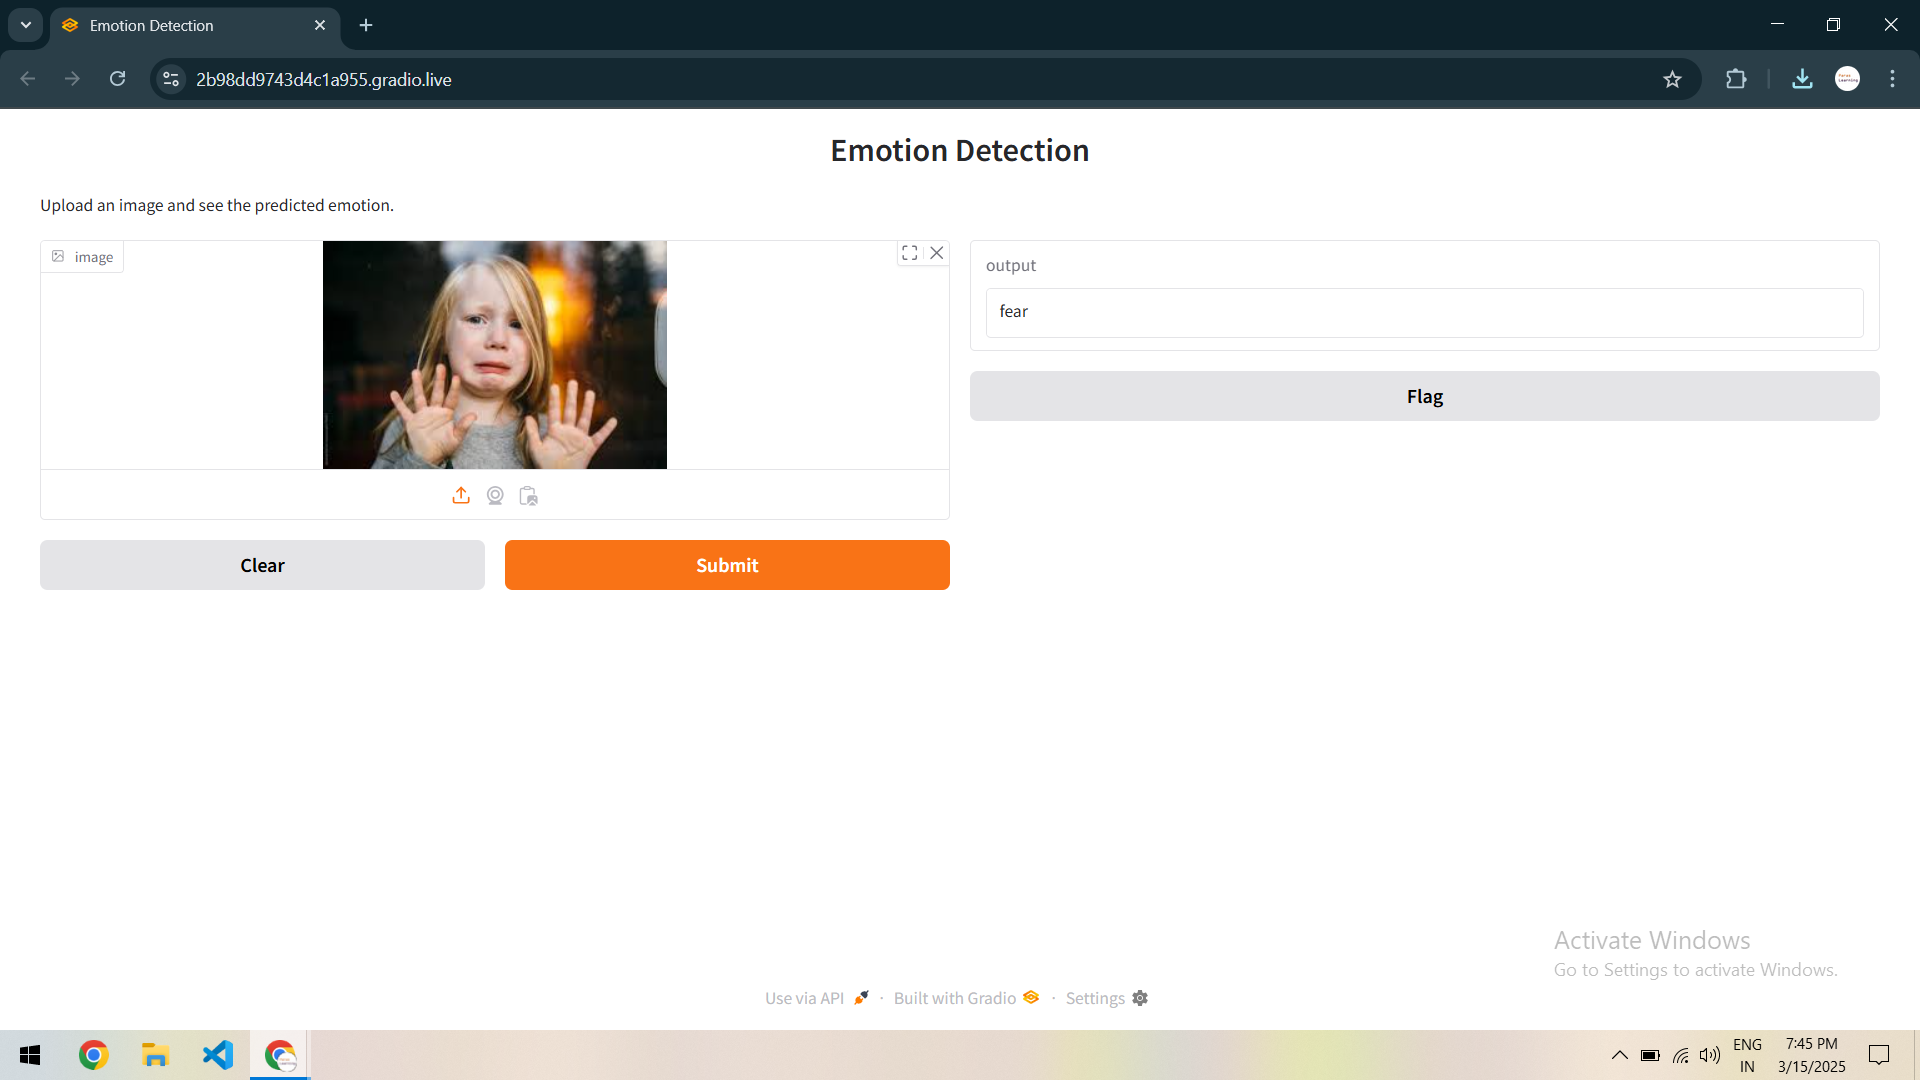 Emotion Detection
2b98dd9743d4c1a955.gradio.live
Emotion Detection
Upload an image and see the predicted emotion.
image
output
fear
Flag
Clear
Submit
Activate Windows
Go to Settings to activate Windows.
Use via API · Built with Gradio · Settings
ENG
IN
7:45 PM
3/15/2025